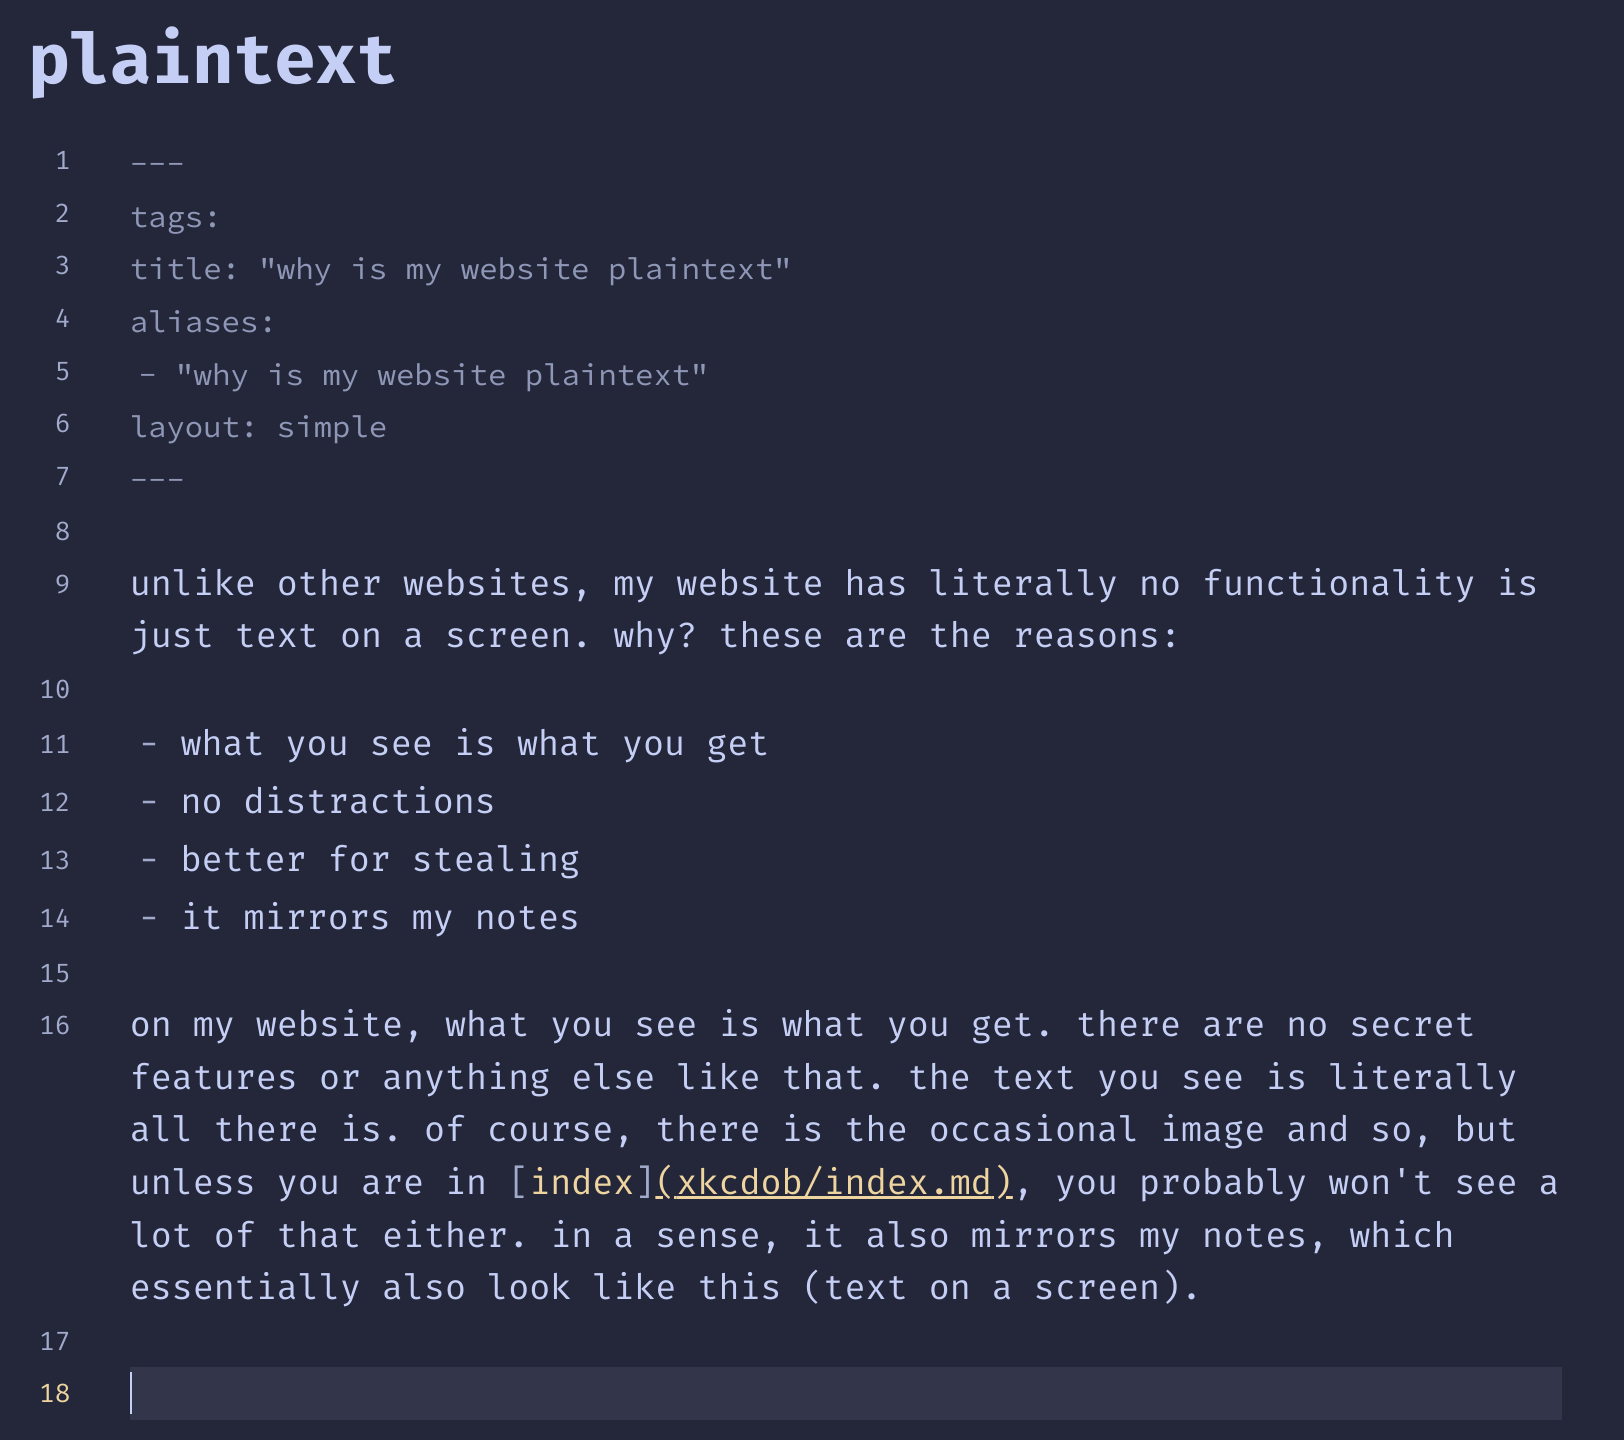 plaintext
1 ---
2 tags:
3 title: "why is my website plaintext"
4 aliases:
5 - "why is my website plaintext"
6 layout: simple
7 ---
8
9 unlike other websites, my website has literally no functionality is
just text on a screen. why? these are the reasons:
10
11 - what you see is what you get
12 - no distractions
13 - better for stealing
14 - it mirrors my notes
15
16 on my website, what you see is what you get. there are no secret
features or anything else like that. the text you see is literally
all there is. of course, there is the occasional image and so, but
unless you are in [index](xkcdob/index.md), you probably won't see a
lot of that either. in a sense, it also mirrors my notes, which
essentially also look like this (text on a screen).
17
18